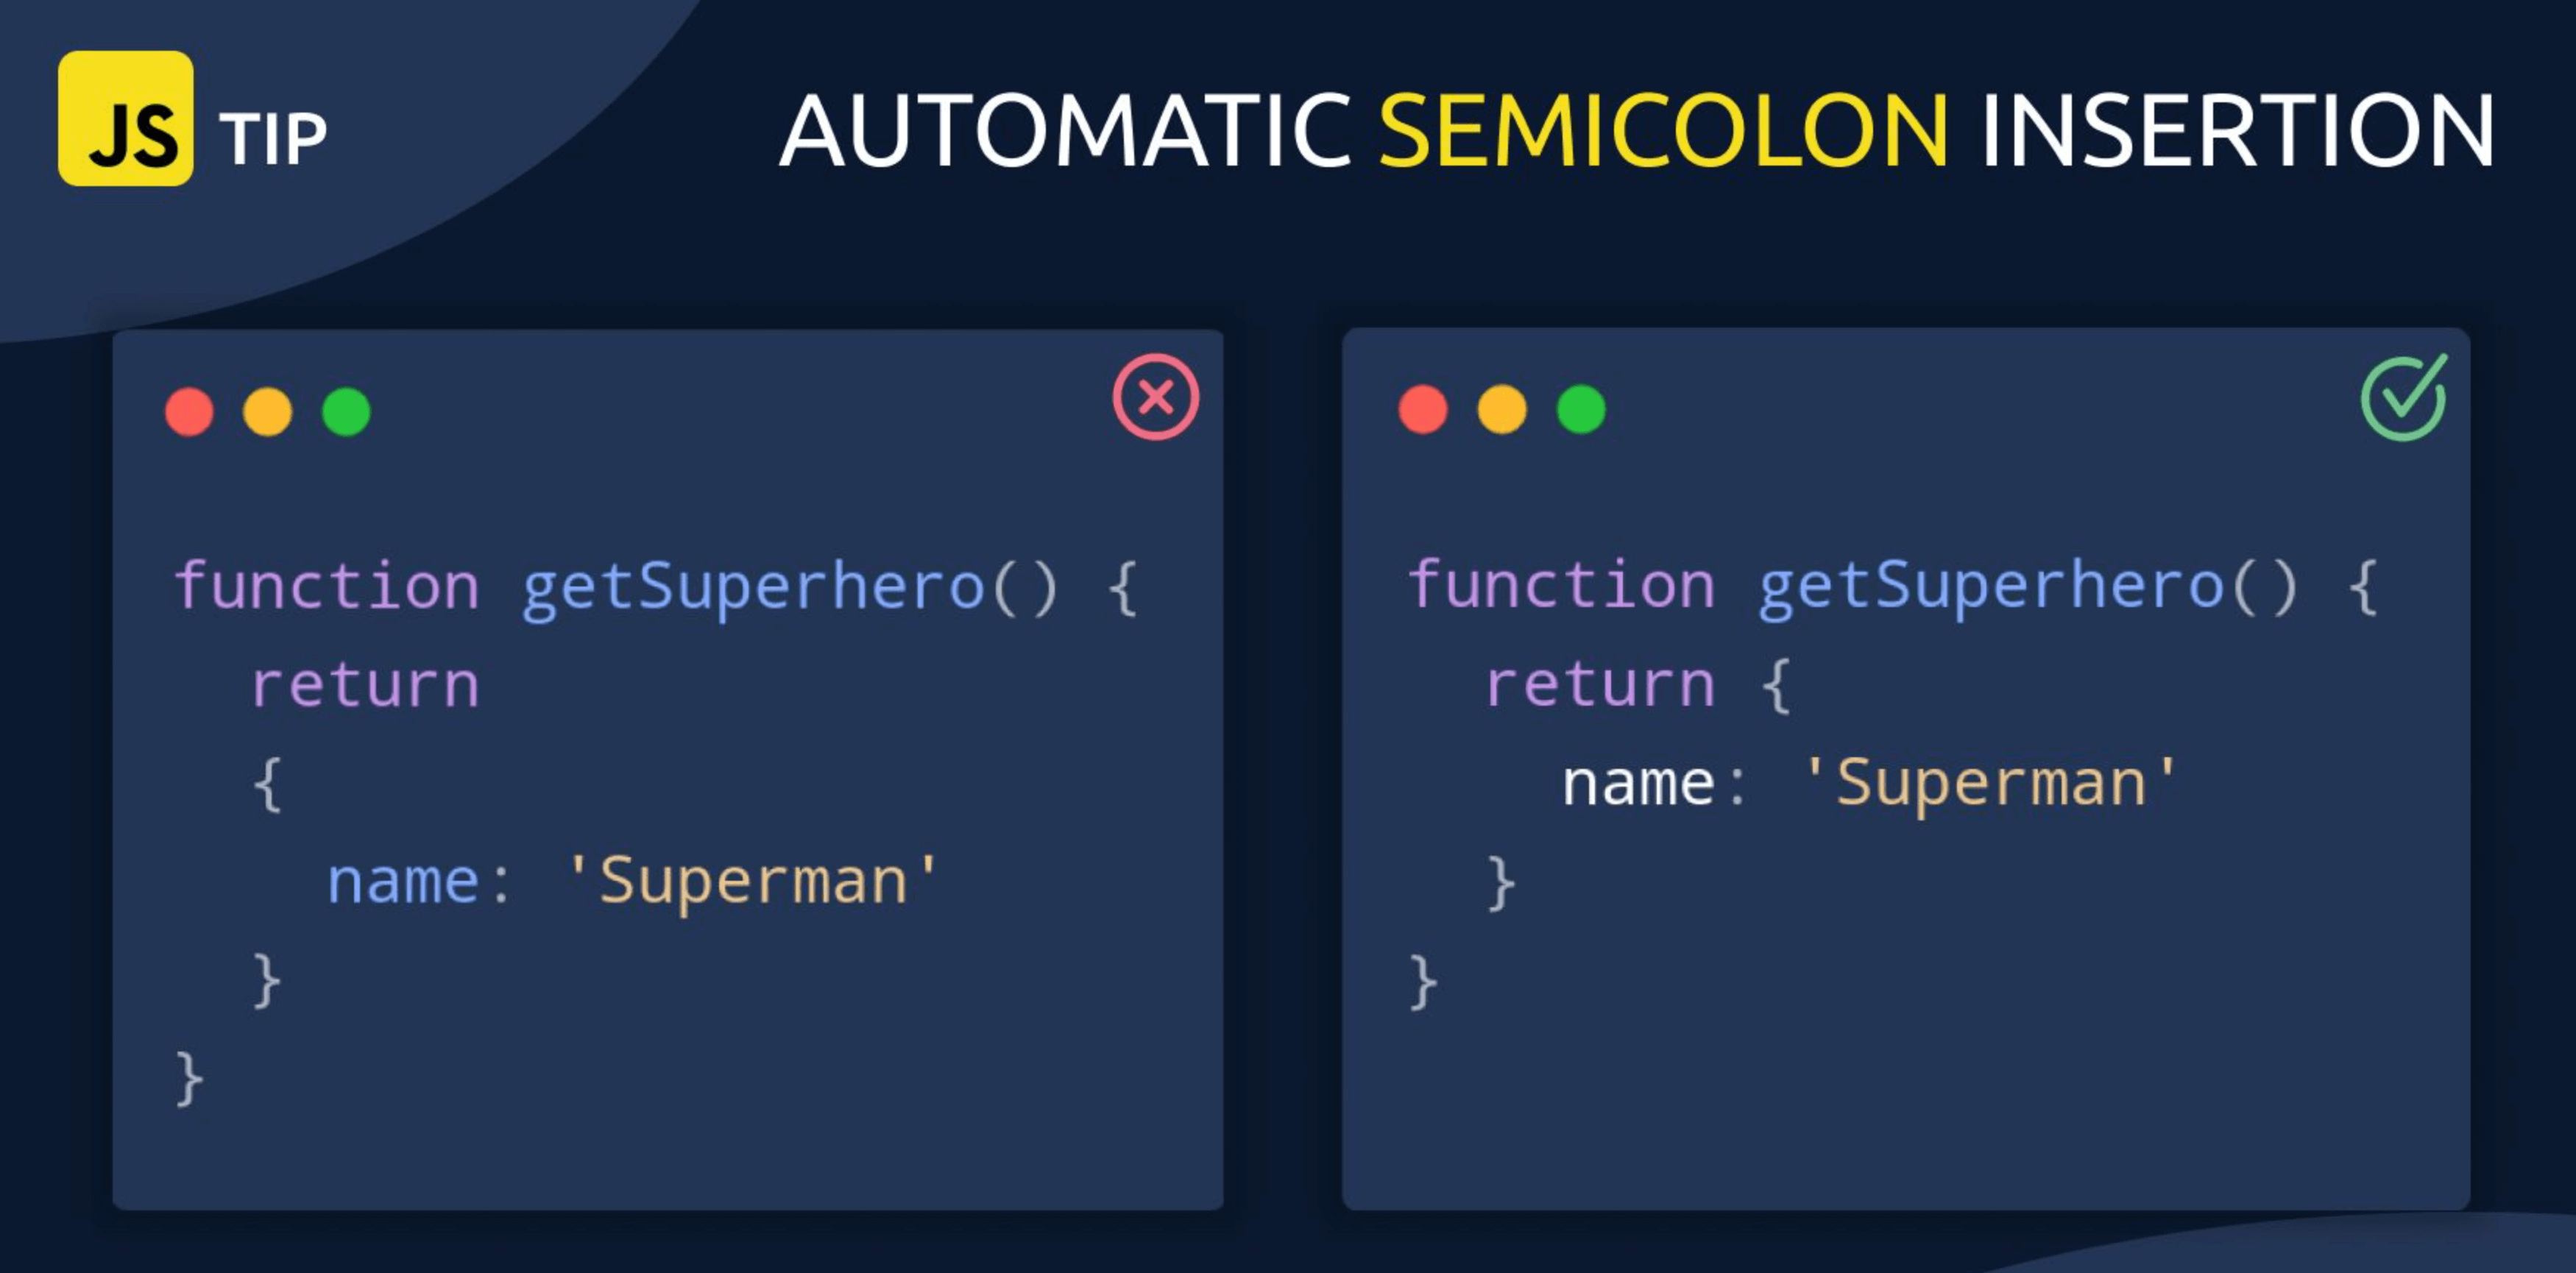 JS TIP
AUTOMATIC SEMICOLON INSERTION
function getSuperhero() {
  return
  {
    name: 'Superman'
  }
}
function getSuperhero() {
  return {
    name: 'Superman'
  }
}